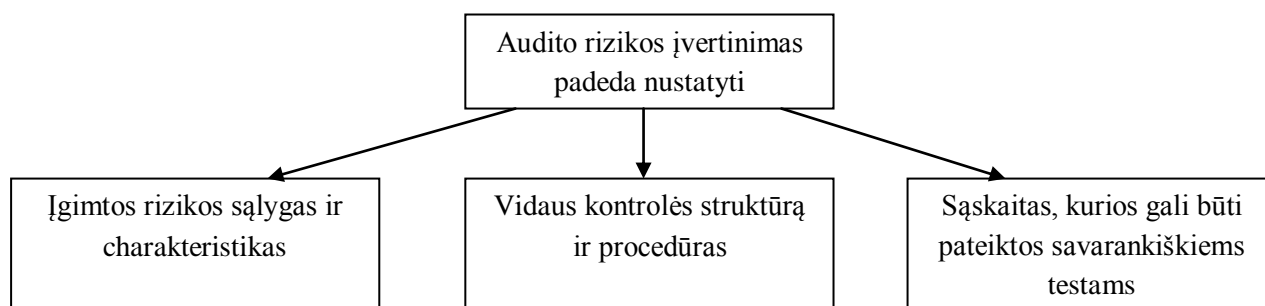 Audito rizikos įvertinimas
padeda nustatyti
Įgimtos rizikos sąlygas ir
charakteristikas
Vidaus kontrolės struktūrą
ir procedūras
Sąskaitas, kurios gali būti
pateiktos savarankiškiems
testams